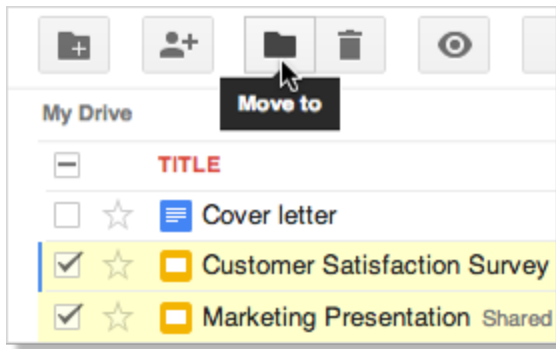 Move to
My Drive
TITLE
Cover letter
Customer Satisfaction Survey
Marketing Presentation Shared